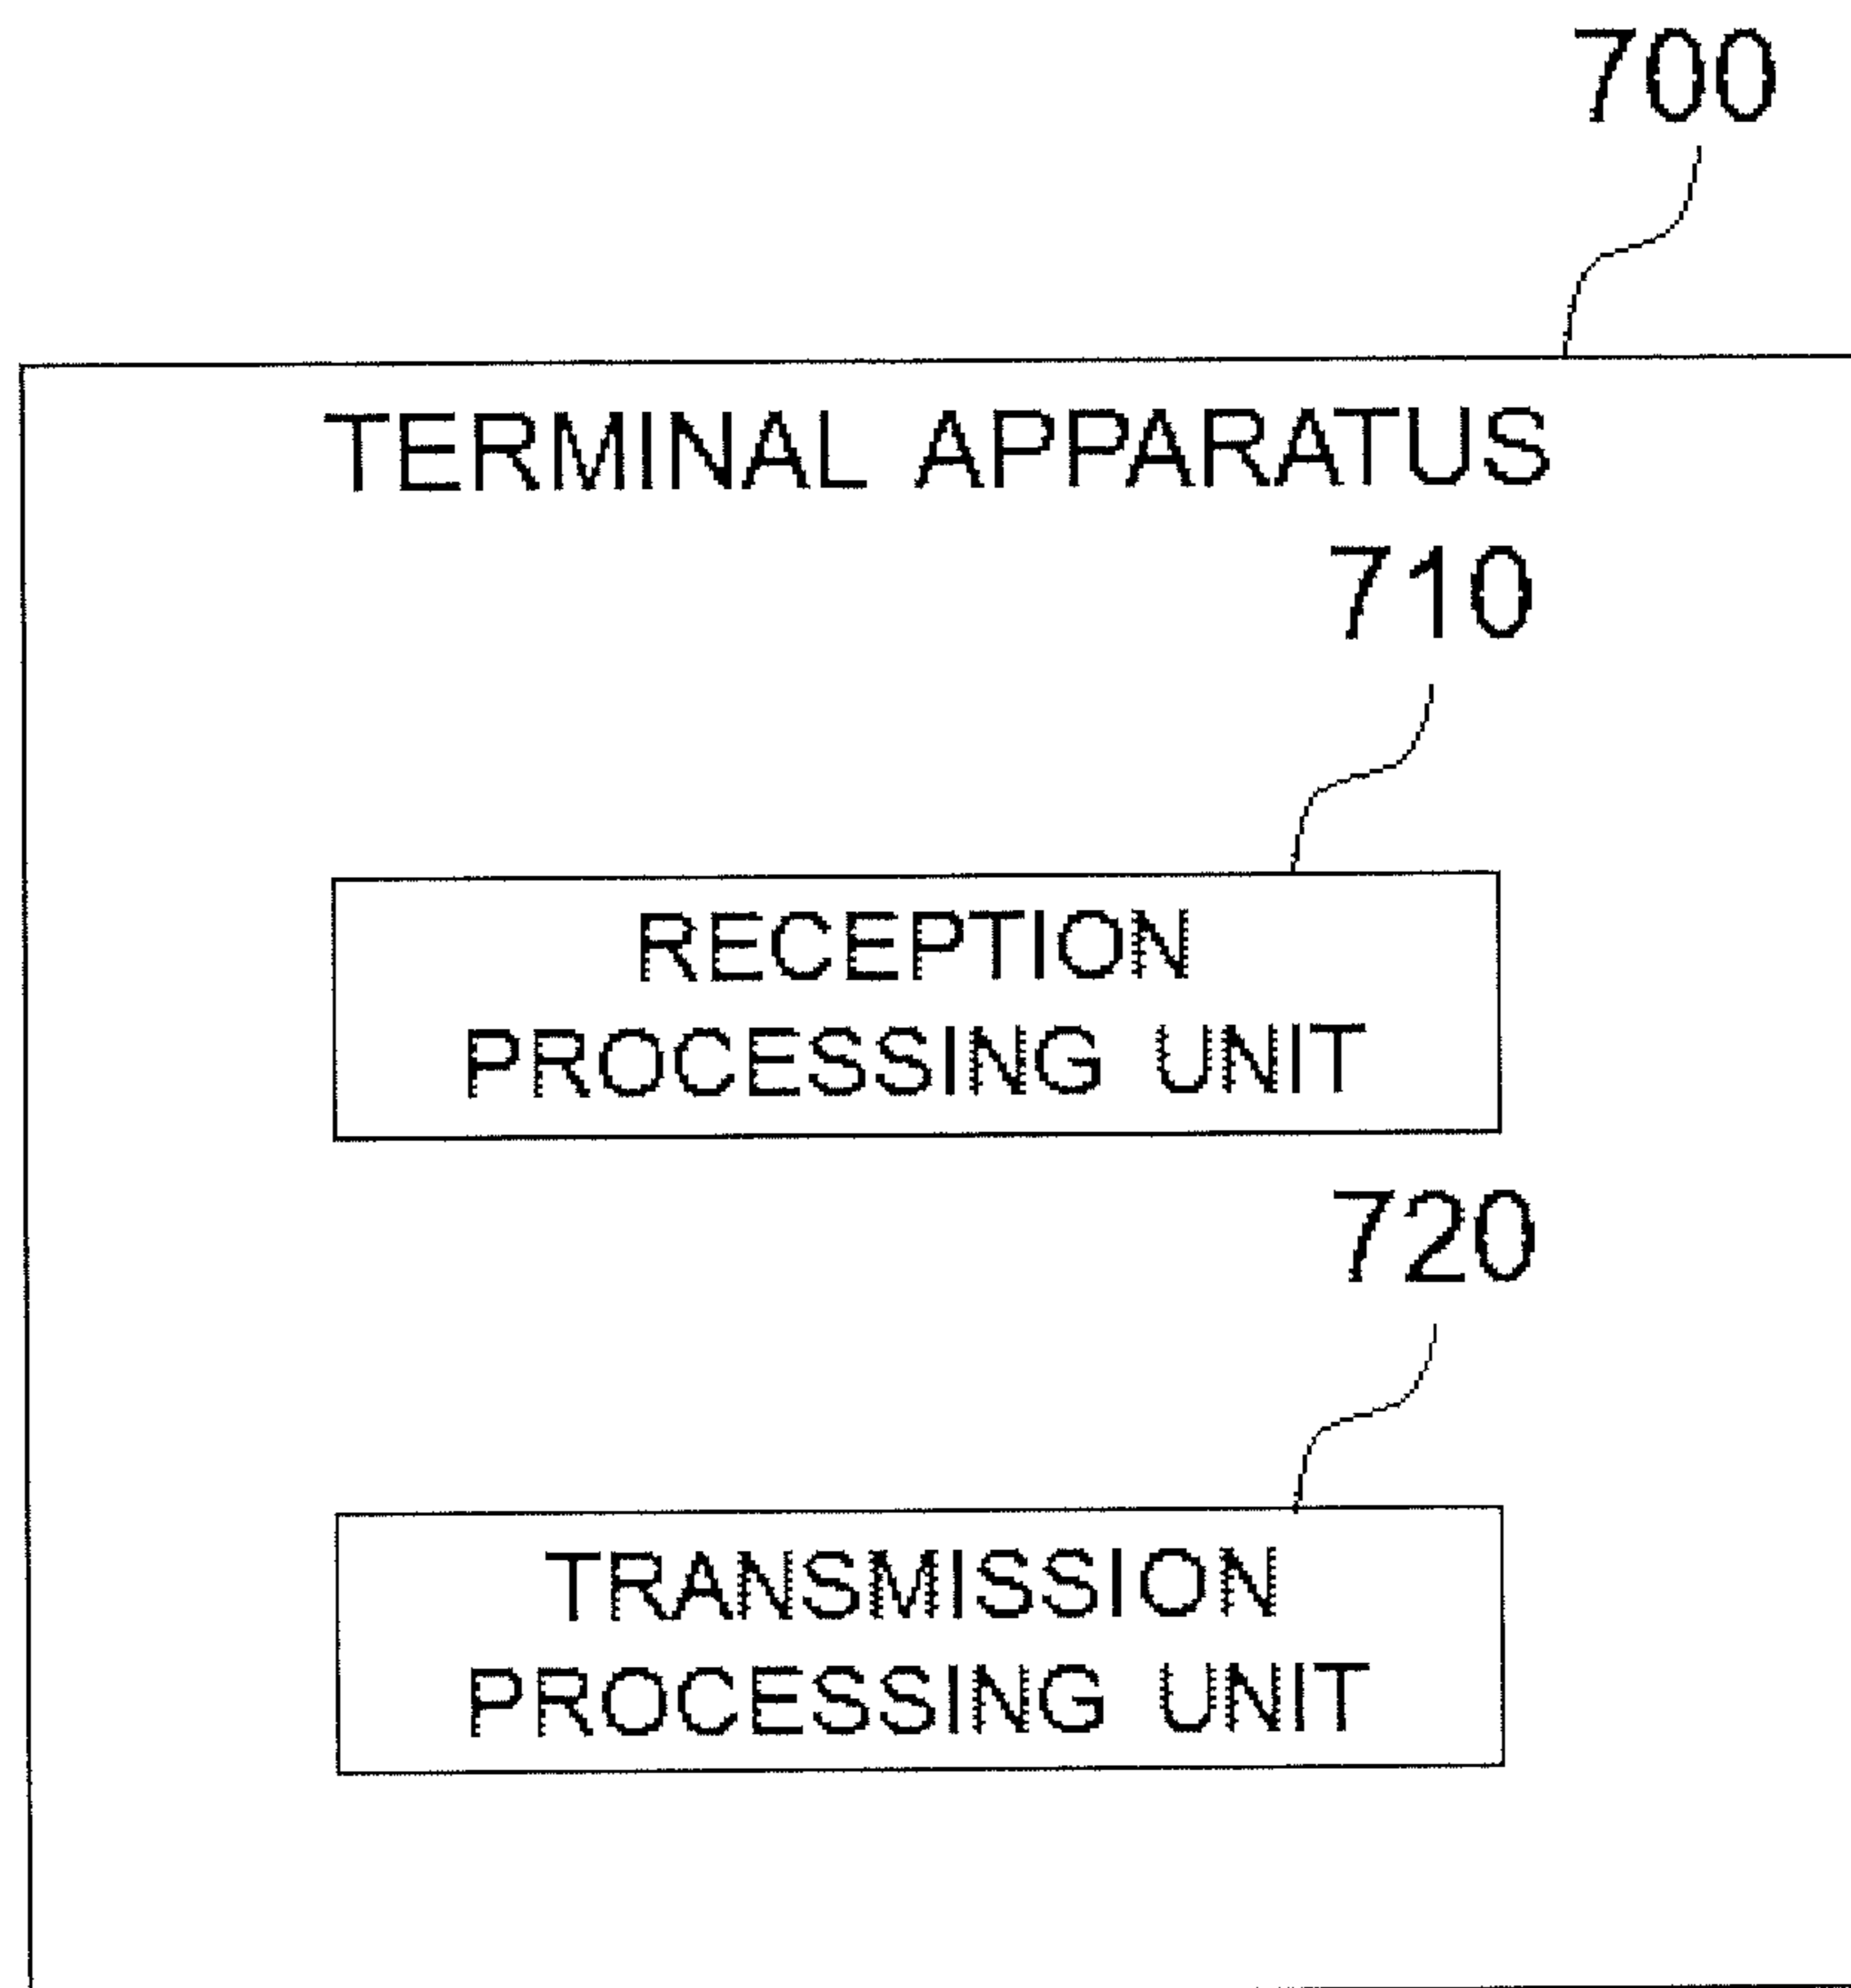 700
TERMINAL APPARATUS
710
RECEPTION
PROCESSING UNIT
720
TRANSMISSION
PROCESSING UNIT